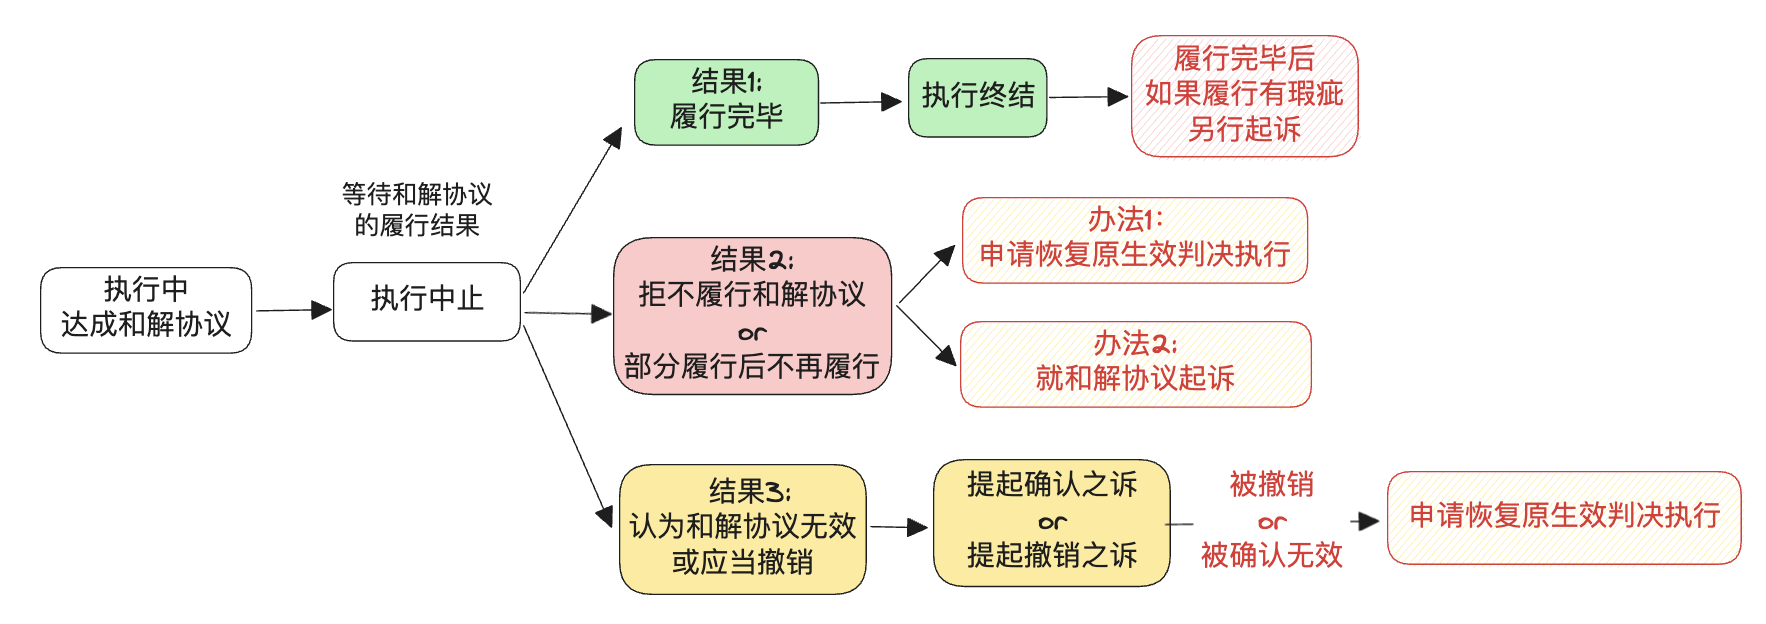 执行中
达成和解协议
等待和解协议
的履行结果
执行中止
结果1:
履行完毕
执行终结
履行完毕后
如果履行有瑕疵
另行起诉
结果2:
拒不履行和解协议
or
部分履行后不再履行
办法1:
申请恢复原生效判决执行
办法2:
就和解协议起诉
结果3:
认为和解协议无效
或应当撤销
提起确认之诉
or
提起撤销之诉
被撤销
or
被确认无效
申请恢复原生效判决执行